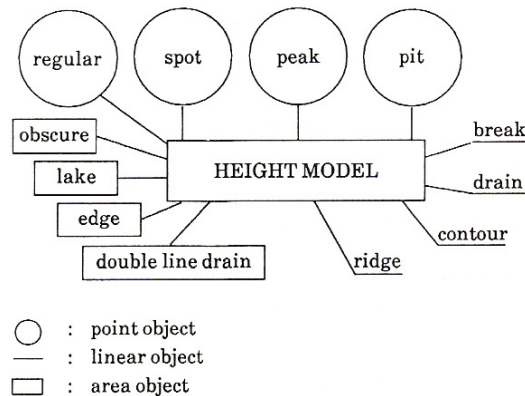 regular
spot
peak
pit
obscure
lake
edge
double line drain
HEIGHT MODEL
break
drain
contour
ridge
: point object
: linear object
: area object